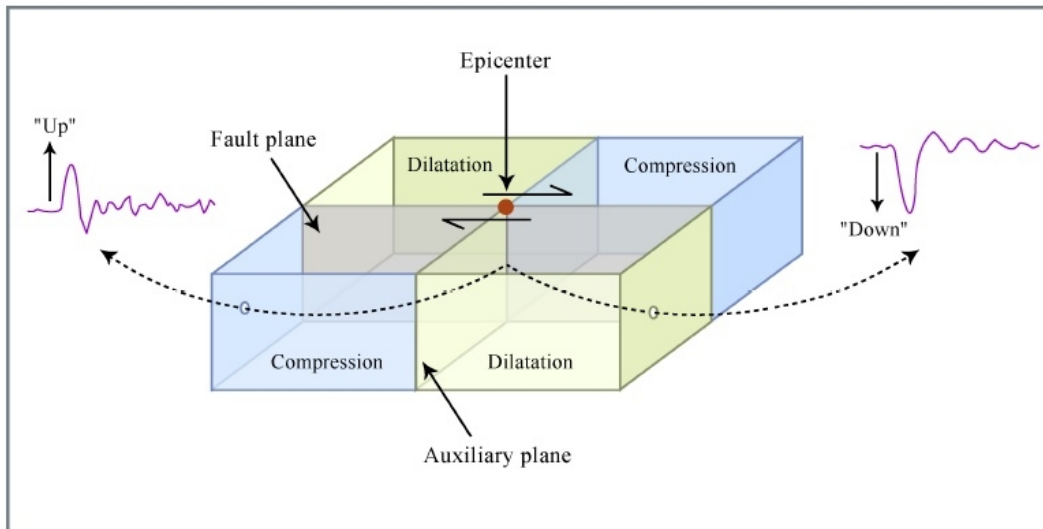 Epicenter
"Up"
Fault plane
Dilatation
Compression
"Down"
Compression
Dilatation
Auxiliary plane